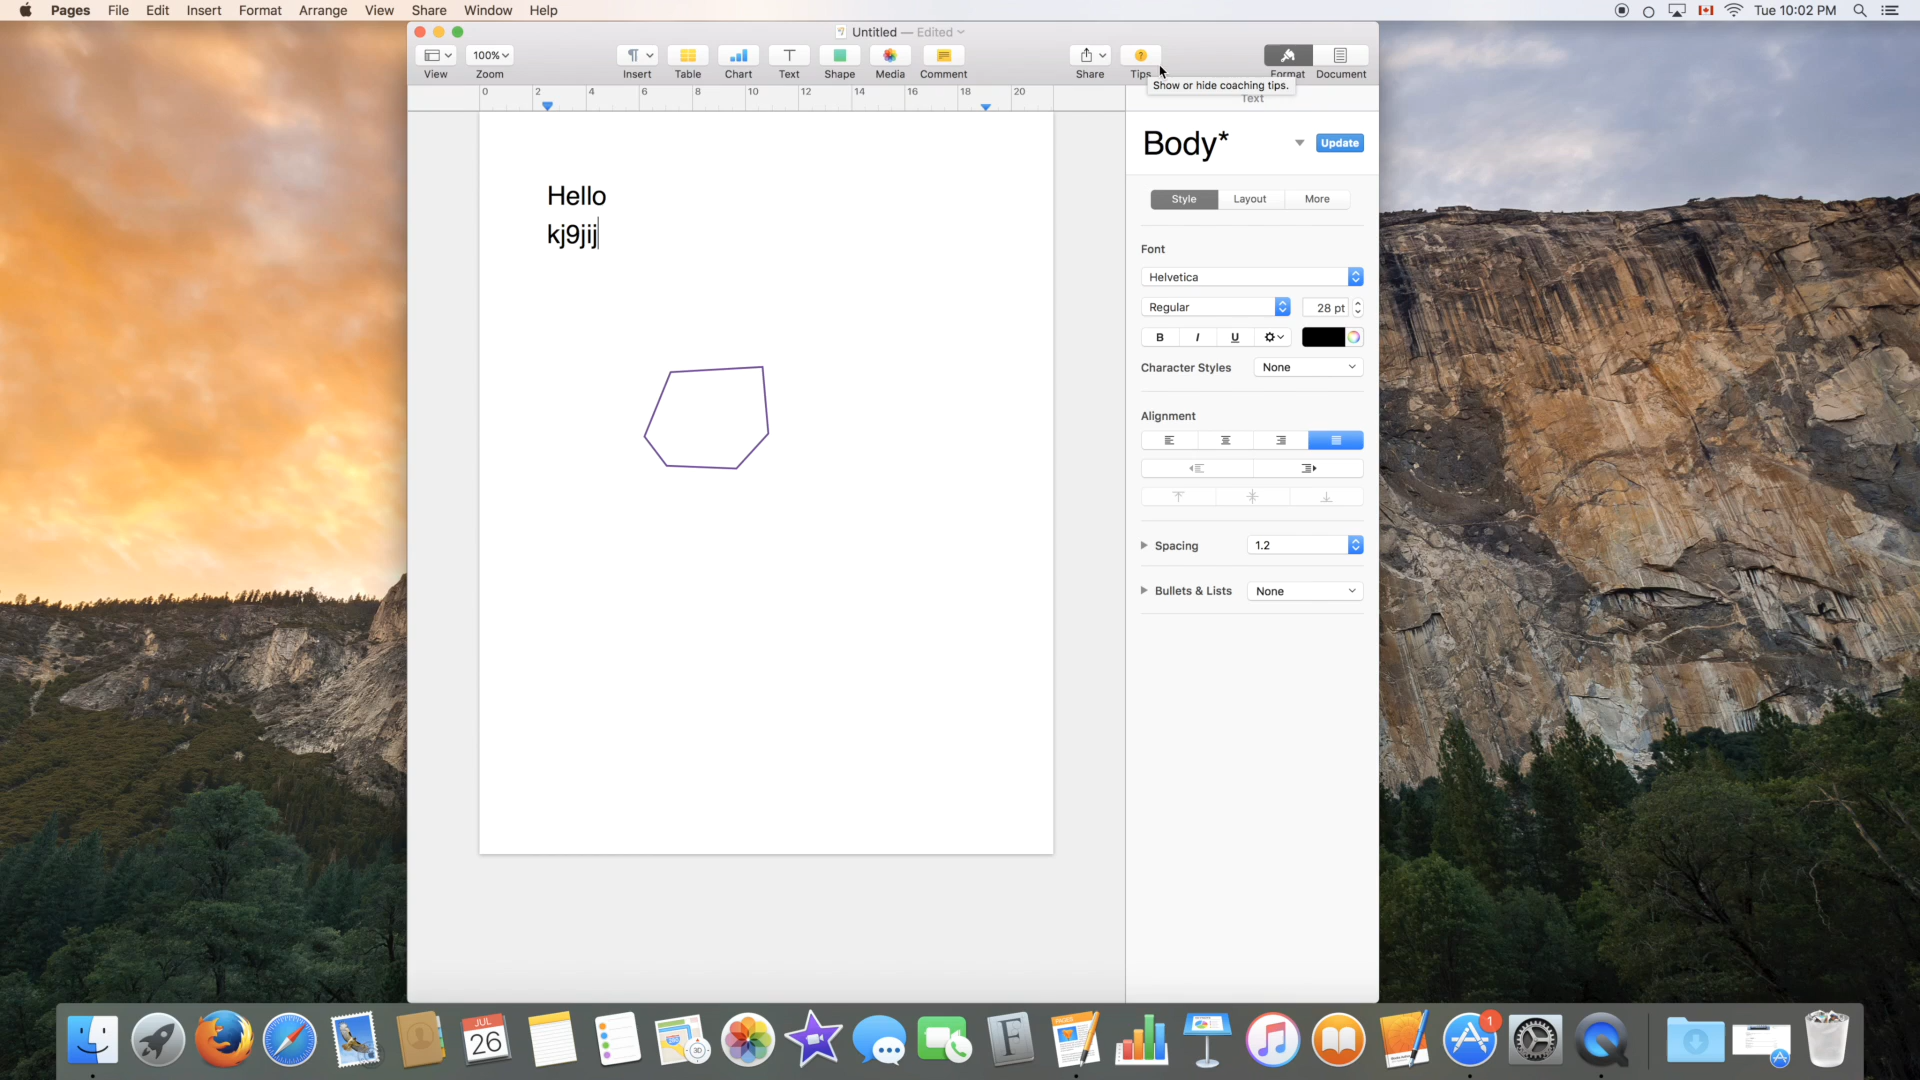 Pages File Edit Insert Format Arrange View Share Window Help
Tue 10:02 PM
Untitled — Edited
100%
View Zoom Insert Table Chart Text Shape Media Comment Share Tips Format Document
Show or hide coaching tips.
0 2 4 6 8 10 12 14 16 18 20
Text
Body*
Update
Style Layout More
Hello
kj9jij
Font
Helvetica
Regular 28 pt
B I U
Character Styles None
Alignment
Spacing 1.2
Bullets & Lists None
JUL
26
3D
F
PAGES
1